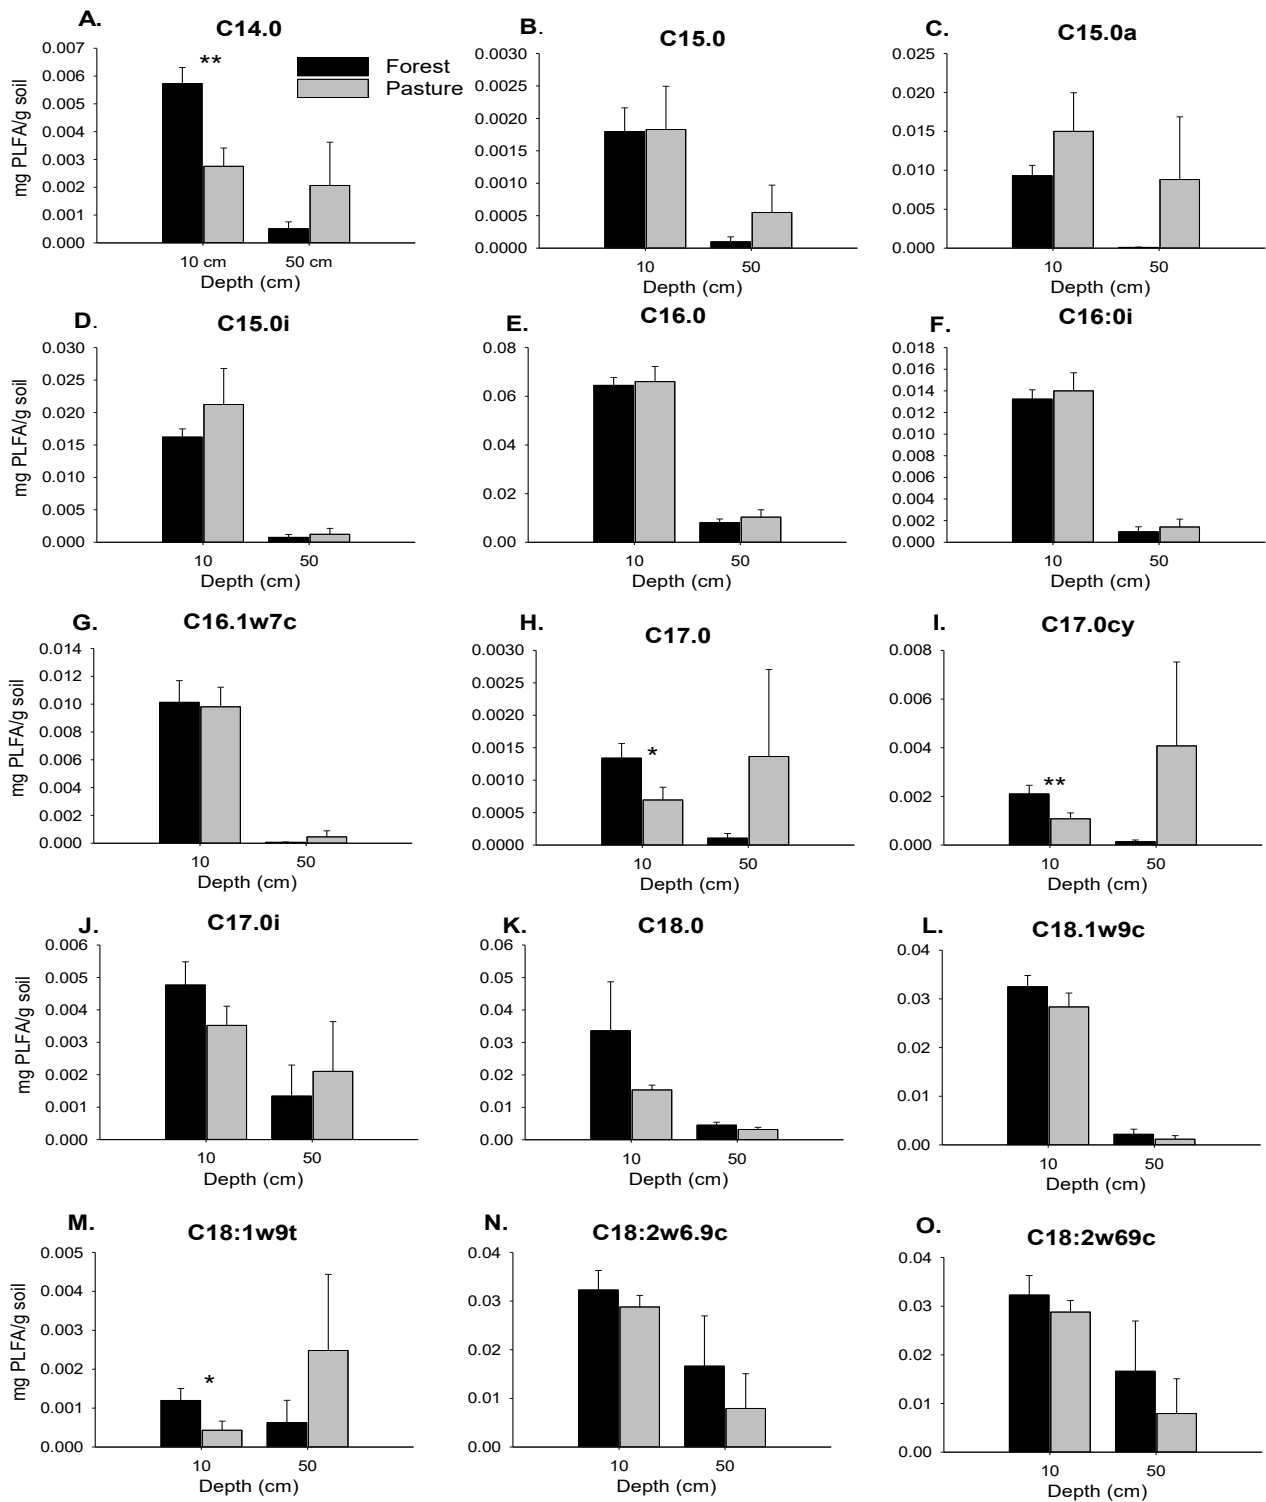 A.
C14.0
0.007
0.006
0.005
0.004
0.003
0.002
0.001
0.000
mg PLFA/g soil
**
Forest
Pasture
10 cm 50 cm
Depth (cm)
B.
C15.0
0.0030
0.0025
0.0020
0.0015
0.0010
0.0005
0.0000
10 50
Depth (cm)
C.
C15.0a
0.025
0.020
0.015
0.010
0.005
0.000
10 50
Depth (cm)
D.
C15.0i
0.030
0.025
0.020
0.015
0.010
0.005
0.000
mg PLFA/g soil
10 50
Depth (cm)
E.
C16.0
0.08
0.06
0.04
0.02
0.00
10 50
Depth (cm)
F.
C16:0i
0.018
0.016
0.014
0.012
0.010
0.008
0.006
0.004
0.002
0.000
10 50
Depth (cm)
G.
C16.1w7c
0.014
0.012
0.010
0.008
0.006
0.004
0.002
0.000
mg PLFA/g soil
10 50
Depth (cm)
H.
C17.0
0.0030
0.0025
0.0020
0.0015
0.0010
0.0005
0.0000
*
10 50
Depth (cm)
I.
C17.0cy
0.008
0.006
0.004
0.002
0.000
**
10 50
Depth (cm)
J.
C17.0i
0.006
0.005
0.004
0.003
0.002
0.001
0.000
mg PLFA/g soil
10 50
Depth (cm)
K.
C18.0
0.06
0.05
0.04
0.03
0.02
0.01
0.00
10 50
Depth (cm)
L.
C18.1w9c
0.04
0.03
0.02
0.01
0.00
10 50
Depth (cm)
M.
C18:1w9t
0.005
0.004
0.003
0.002
0.001
0.000
mg PLFA/g soil
*
10 50
Depth (cm)
N.
C18:2w6.9c
0.04
0.03
0.02
0.01
0.00
10 50
Depth (cm)
O.
C18:2w69c
0.04
0.03
0.02
0.01
0.00
10 50
Depth (cm)